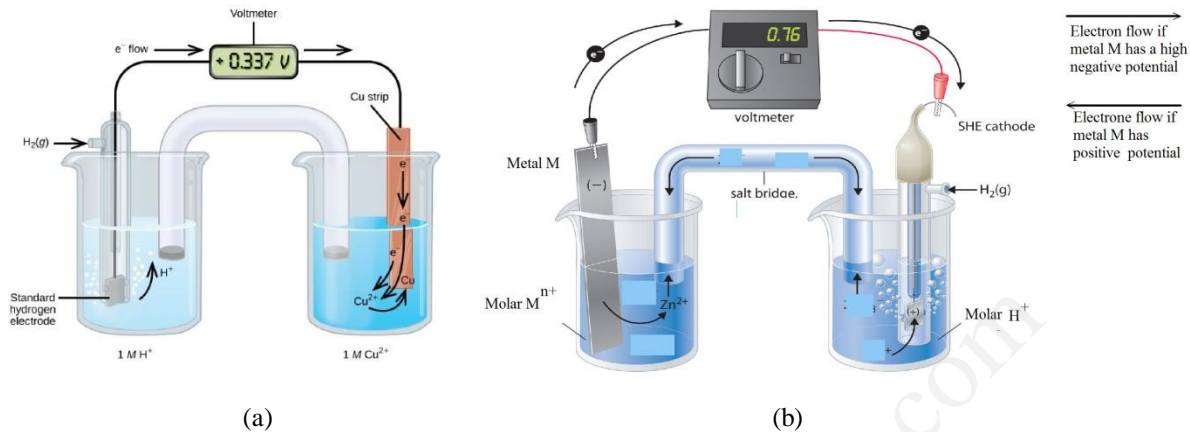 Voltmeter
e⁻ flow
+ 0.337 V
Cu strip
H₂(g)
e
e
e⁻
Cu
H⁺
Cu²⁺
Standard
hydrogen
electrode
1 M H⁺
1 M Cu²⁺
(a)
e⁻
0.76
e⁻
voltmeter
SHE cathode
Metal M
(−)
salt bridge.
H₂(g)
Molar Mⁿ⁺
Zn²⁺
(+)
+
Molar H⁺
(b)
Electron flow if
metal M has a high
negative potential
Electrone flow if
metal M has
positive potential
com